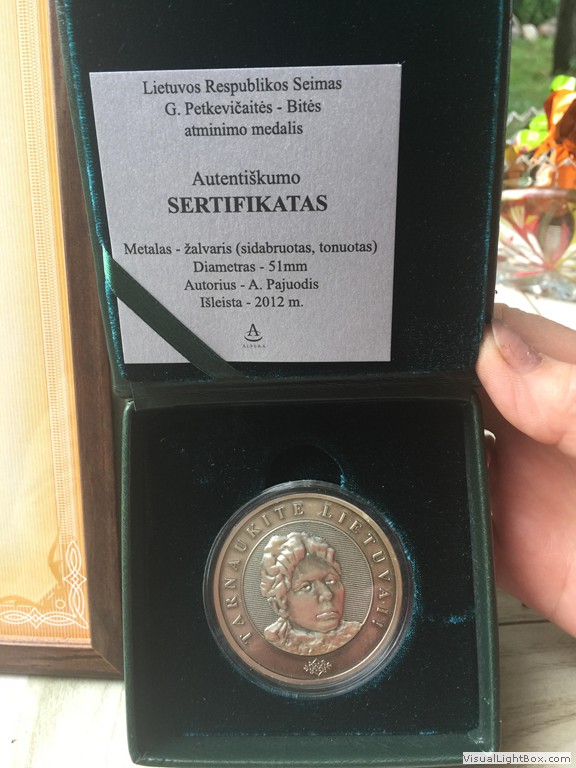 Lietuvos Respublikos Seimas
G. Petkevičaitės - Bitės
atminimo medalis
Autentiškumo
SERTIFIKATAS
Metalas - žalvaris (sidabruotas, tonuotas)
Diametras - 51mm
Autorius - A. Pajuodis
Išleista - 2012 m.
A
ALPUKA
TARNAUKITE LIETUVAI!
VisualLightBox.com